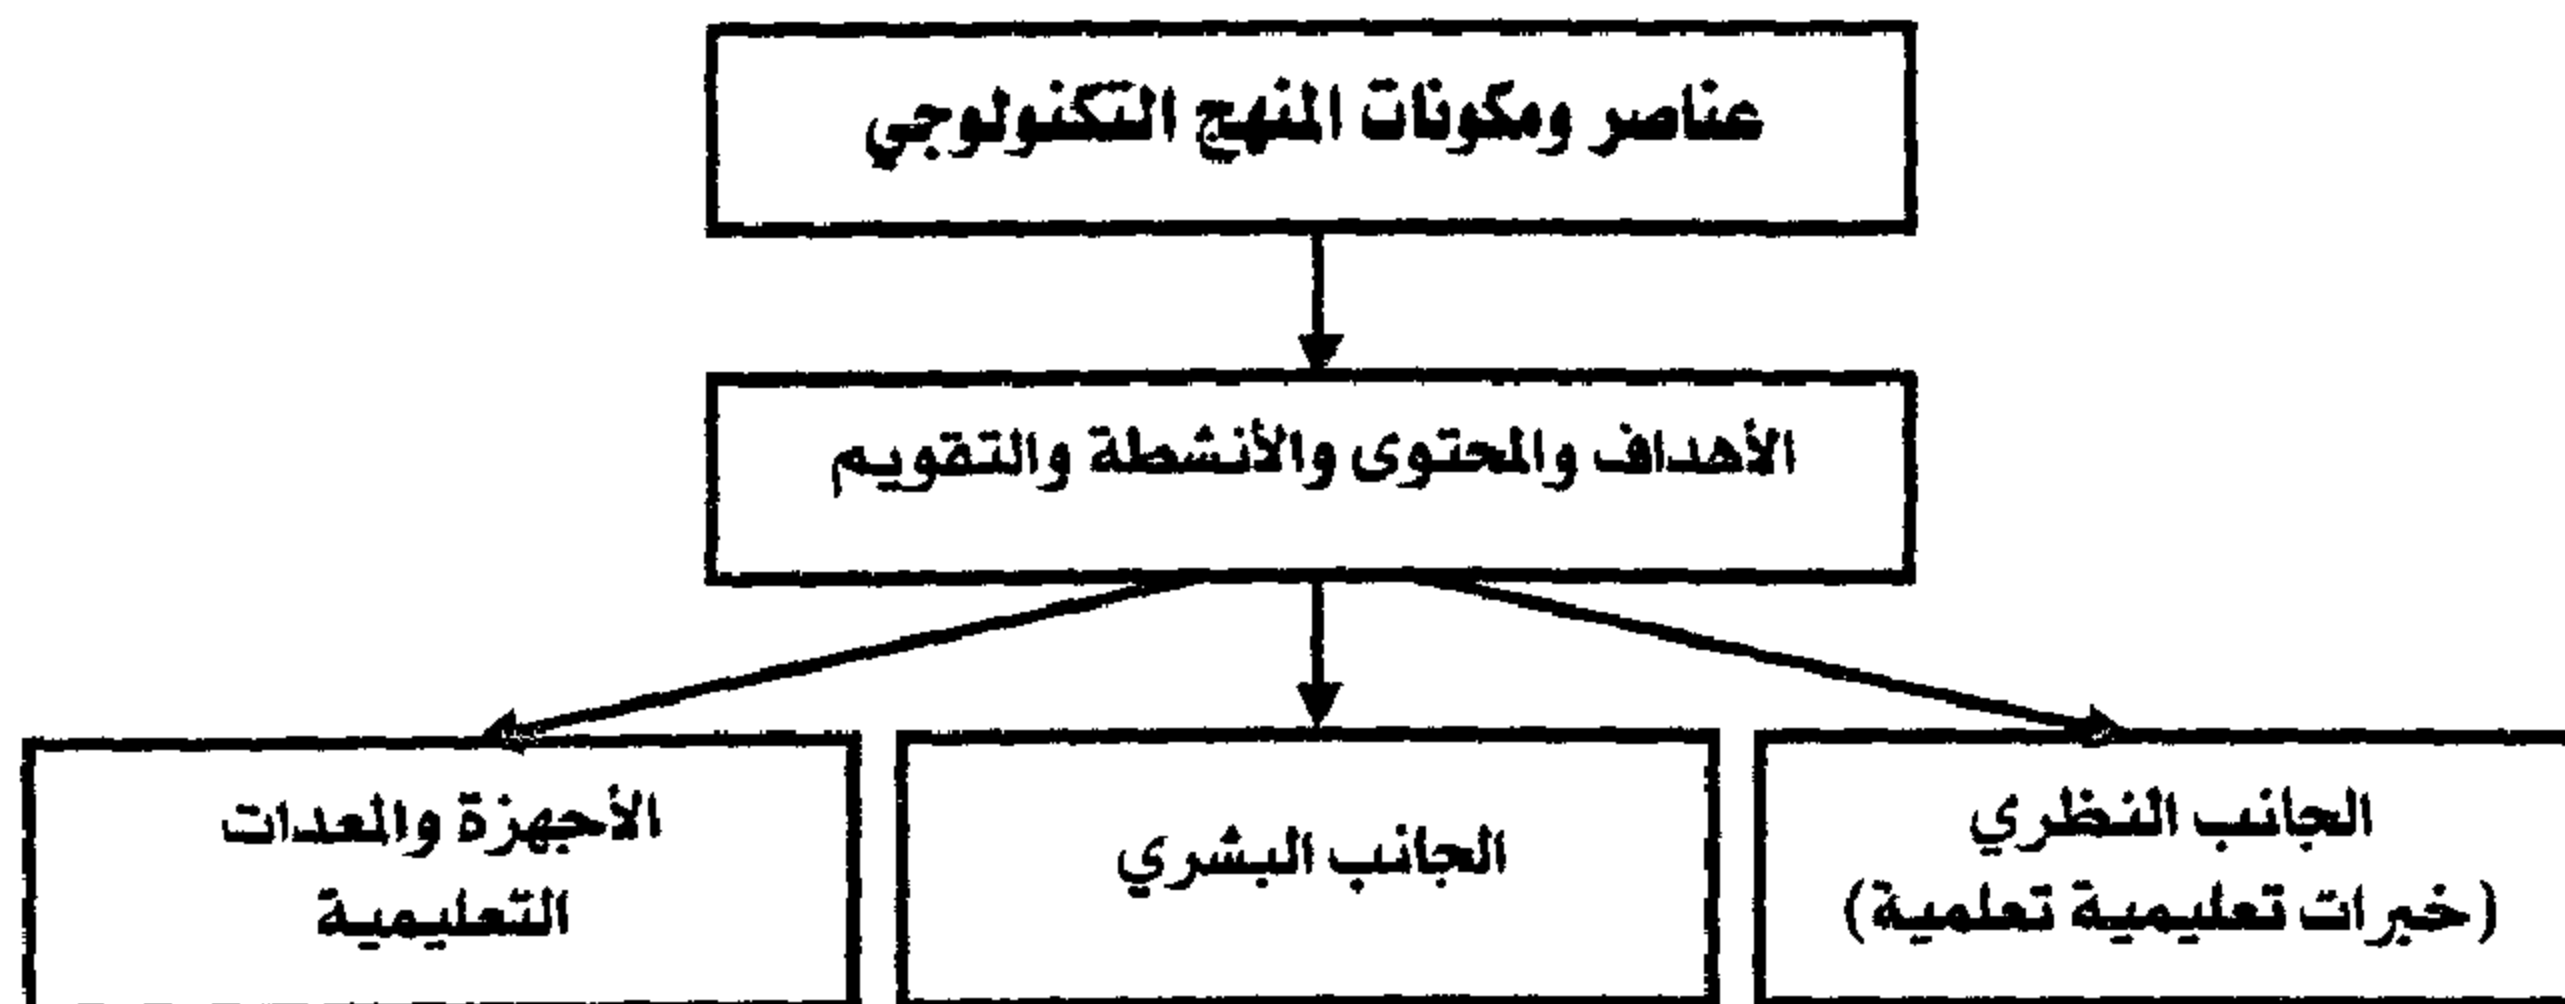 عناصر ومكونات المنهج التكنولوجي
الأهداف والمحتوى والأنشطة والتقويم
الجانب النظري
(خبرات تعليمية تعلمية)
الجانب البشري
الأجهزة والمعدات
التعليمية